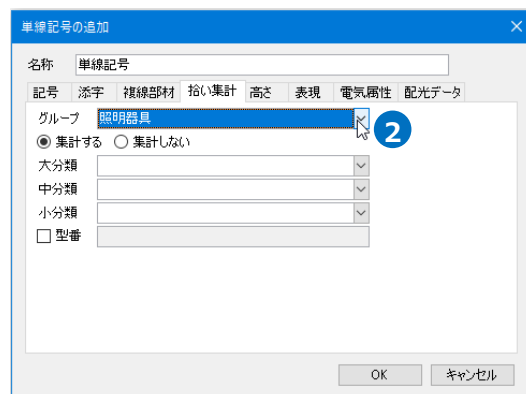 単線記号の追加
名称 単線記号
記号 添字 複線部材 拾い集計 高さ 表現 電気属性 配光データ
グループ 照明器具
2
集計する 集計しない
大分類
中分類
小分類
型番
OK キャンセル